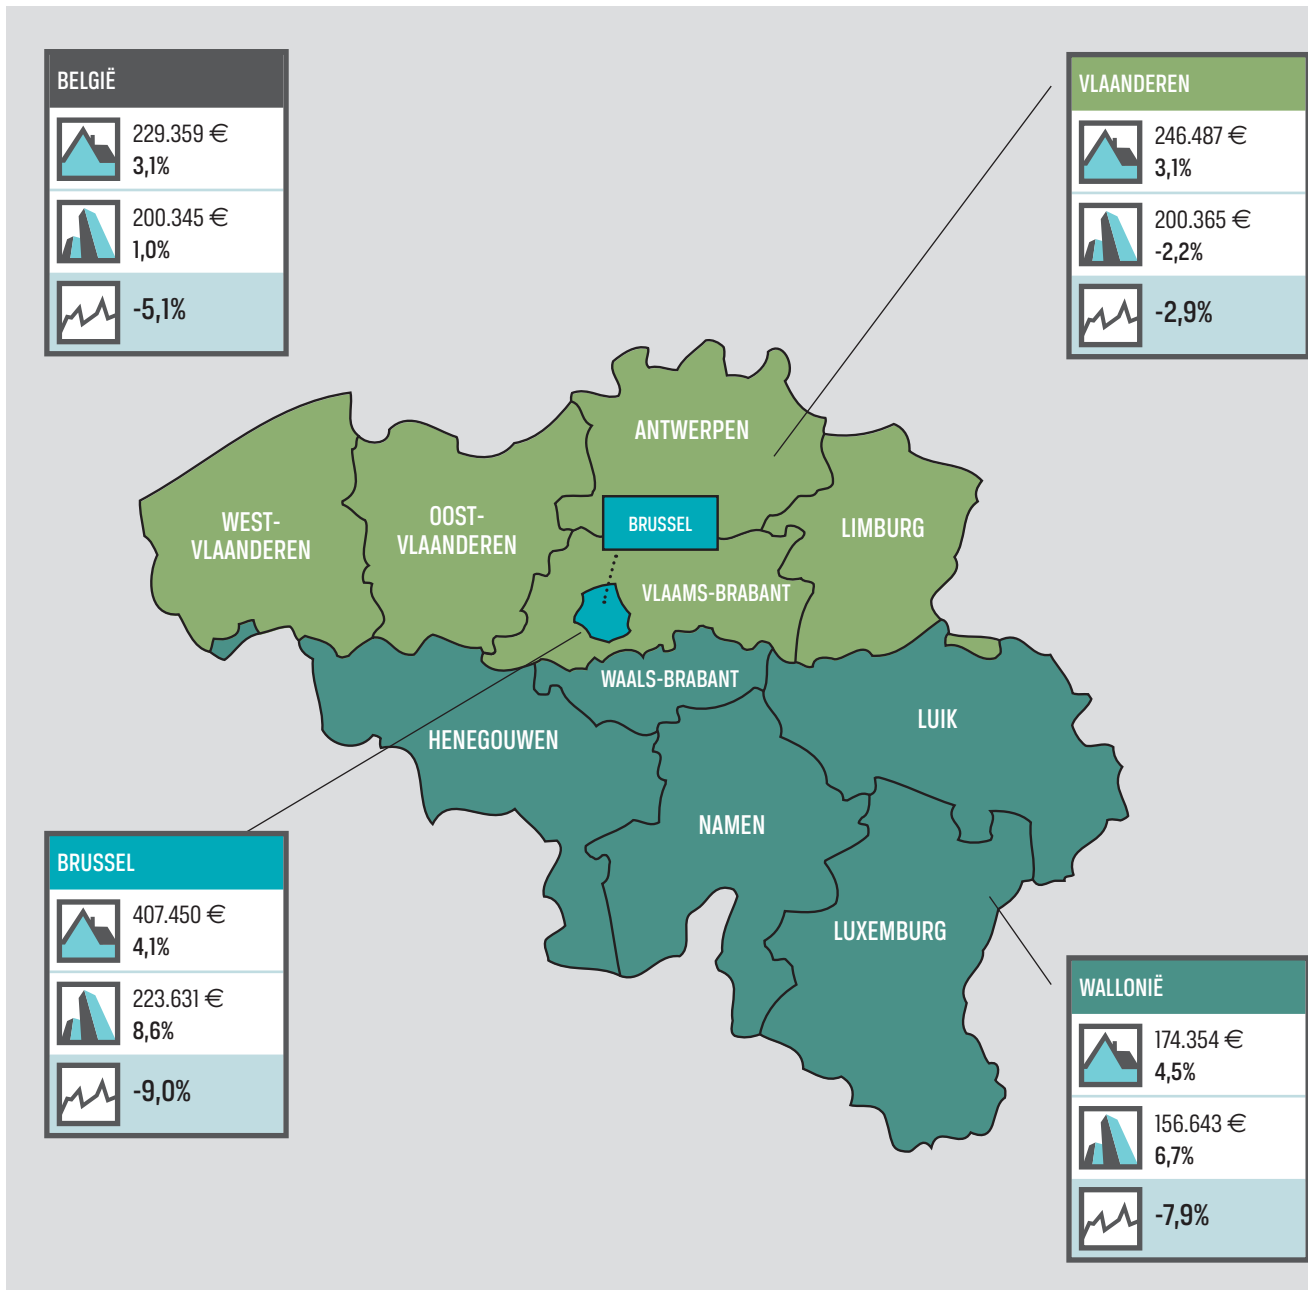 BELGIË
229.359 €
3,1%
200.345 €
1,0%
-5,1%
VLAANDEREN
246.487 €
3,1%
200.365 €
-2,2%
-2,9%
ANTWERPEN
WEST-
VLAANDEREN
OOST-
VLAANDEREN
BRUSSEL
LIMBURG
VLAAMS-BRABANT
WAALS-BRABANT
HENEGOUWEN
LUIK
NAMEN
LUXEMBURG
BRUSSEL
407.450 €
4,1%
223.631 €
8,6%
-9,0%
WALLONIË
174.354 €
4,5%
156.643 €
6,7%
-7,9%